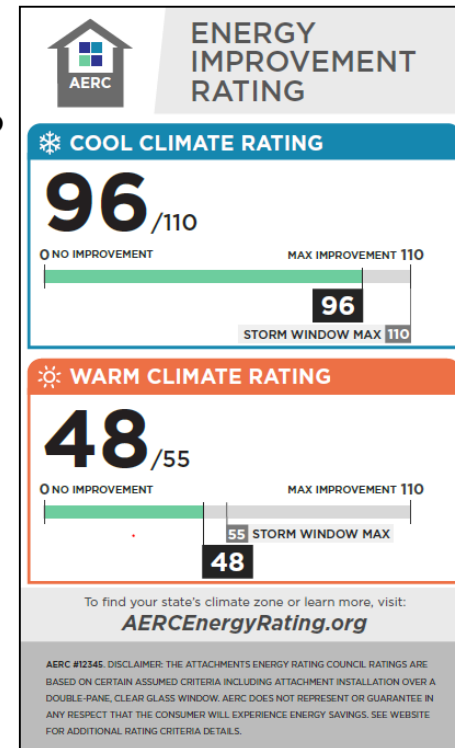 AERC
ENERGY
IMPROVEMENT
RATING
COOL CLIMATE RATING
96/110
0 NO IMPROVEMENT MAX IMPROVEMENT 110
96
STORM WINDOW MAX 110
WARM CLIMATE RATING
48/55
0 NO IMPROVEMENT MAX IMPROVEMENT 110
55 STORM WINDOW MAX
48
To find your state's climate zone or learn more, visit:
AERCEnergyRating.org
AERC #12345. DISCLAIMER: THE ATTACHMENTS ENERGY RATING COUNCIL RATINGS ARE
BASED ON CERTAIN ASSUMED CRITERIA INCLUDING ATTACHMENT INSTALLATION OVER A
DOUBLE-PANE, CLEAR GLASS WINDOW. AERC DOES NOT REPRESENT OR GUARANTEE IN
ANY RESPECT THAT THE CONSUMER WILL EXPERIENCE ENERGY SAVINGS. SEE WEBSITE
FOR ADDITIONAL RATING CRITERIA DETAILS.